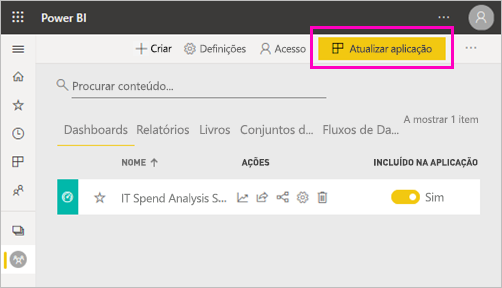 Power BI
Criar Definições Acesso Atualizar aplicação
Procurar conteúdo...
A mostrar 1 item
Dashboards Relatórios Livros Conjuntos d... Fluxos de Da...
NOME AÇÕES INCLUÍDO NA APLICAÇÃO
IT Spend Analysis S... Sim